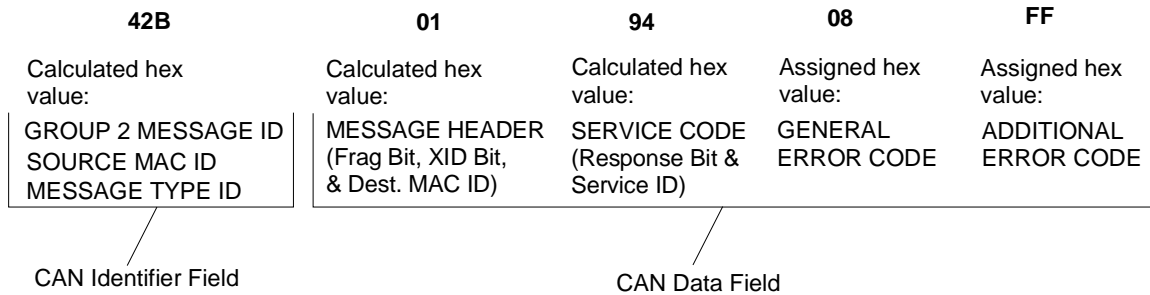 42B 01 94 08 FF
Calculated hex value:
GROUP 2 MESSAGE ID
SOURCE MAC ID
MESSAGE TYPE ID
Calculated hex value:
MESSAGE HEADER
(Frag Bit, XID Bit,
& Dest. MAC ID)
Calculated hex value:
SERVICE CODE
(Response Bit &
Service ID)
Assigned hex value:
GENERAL
ERROR CODE
Assigned hex value:
ADDITIONAL
ERROR CODE
CAN Identifier Field
CAN Data Field